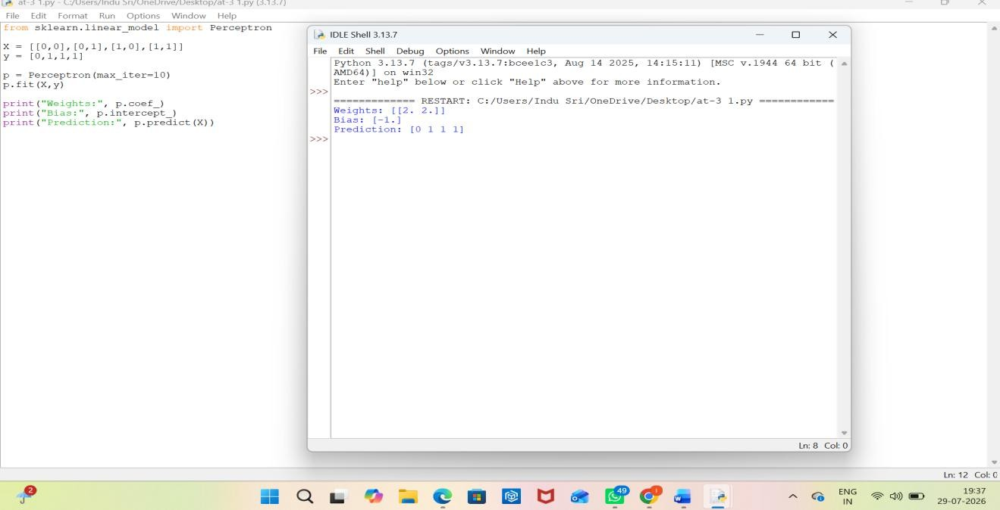 at-3 1.py - C:/Users/Indu Sri/OneDrive/Desktop/at-3 1.py (3.13.7)
File Edit Format Run Options Window Help
from sklearn.linear_model import Perceptron
X = [[0,0],[0,1],[1,0],[1,1]]
y = [0,1,1,1]
p = Perceptron(max_iter=10)
p.fit(X,y)
print("Weights:", p.coef_)
print("Bias:", p.intercept_)
print("Prediction:", p.predict(X))
IDLE Shell 3.13.7
File Edit Shell Debug Options Window Help
Python 3.13.7 (tags/v3.13.7:bcee1c3, Aug 14 2025, 14:15:11) [MSC v.1944 64 bit (
AMD64)] on win32
Enter "help" below or click "Help" above for more information.
>>>
============= RESTART: C:/Users/Indu Sri/OneDrive/Desktop/at-3 1.py ============
Weights: [[2. 2.]]
Bias: [-1.]
Prediction: [0 1 1 1]
>>>
Ln: 8 Col: 0
Ln: 12 Col: 0
2
49
ENG
IN
19:37
29-07-2026